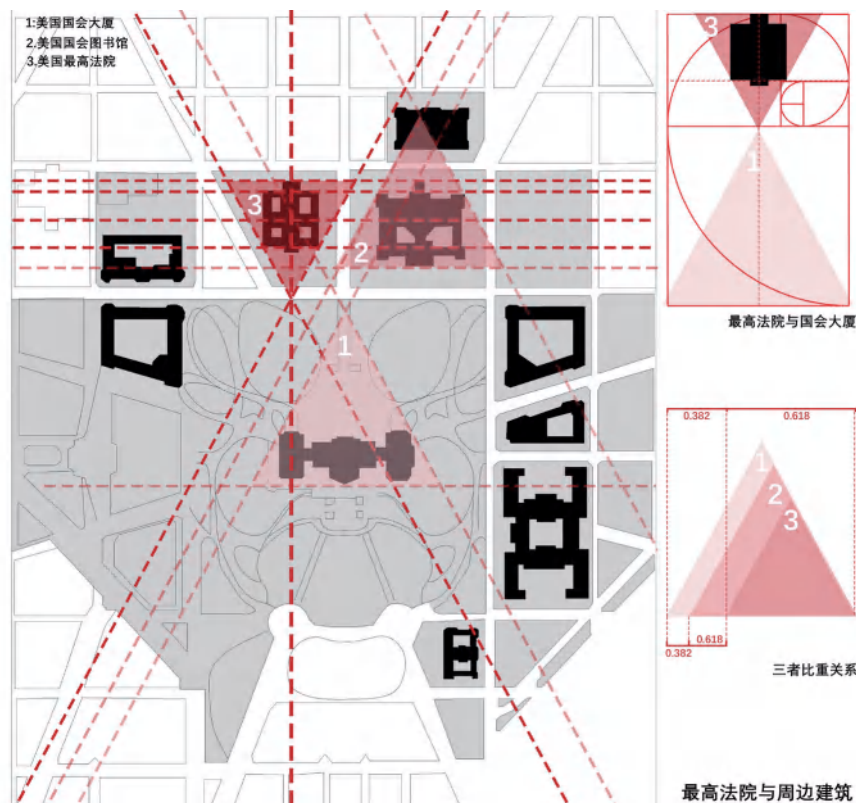 1:美国国会大厦
2.美国国会图书馆
3.美国最高法院
3
2
1
3
1
最高法院与国会大厦
0.382
0.618
1
2
3
0.618
0.382
三者比重关系
最高法院与周边建筑